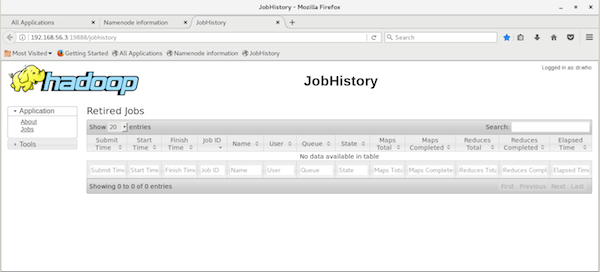 JobHistory - Mozilla Firefox
All Applications
Namenode information
JobHistory
192.168.56.3:19888/jobhistory
Search
Most Visited
Getting Started
All Applications
Namenode information
JobHistory
Logged in as: dr.who
hadoop
JobHistory
Application
About
Jobs
Tools
Retired Jobs
Show 20 entries
Search:
Submit Time
Start Time
Finish Time
Job ID
Name
User
Queue
State
Maps Total
Maps Completed
Reduces Total
Reduces Completed
Elapsed Time
No data available in table
Submit Time
Start Time
Finish Time
Job ID
Name
User
Queue
State
Maps Tota
Maps Complete
Reduces Tota
Reduces Compl
Elapsed Time
Showing 0 to 0 of 0 entries
First Previous Next Last